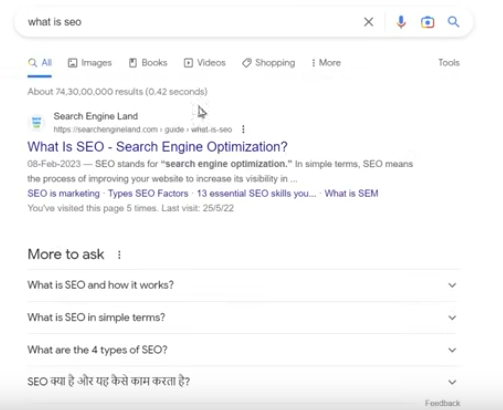 what is seo
All Images Books Videos Shopping More Tools
About 74,30,00,000 results (0.42 seconds)
Search Engine Land
https://searchengineland.com › guide › what-is-seo
What Is SEO - Search Engine Optimization?
08-Feb-2023 — SEO stands for “search engine optimization.” In simple terms, SEO means
the process of improving your website to increase its visibility in ...
SEO is marketing · Types SEO Factors · 13 essential SEO skills you... · What is SEM
You've visited this page 5 times. Last visit: 25/5/22
More to ask
What is SEO and how it works?
What is SEO in simple terms?
What are the 4 types of SEO?
SEO क्या है और यह कैसे काम करता है?
Feedback